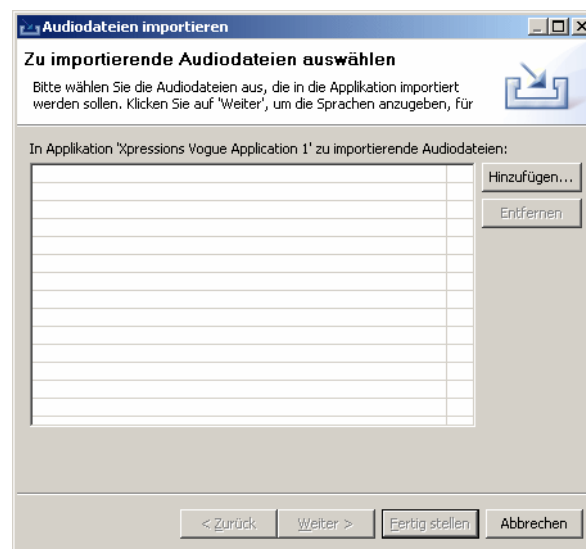 Audiodateien importieren
Zu importierende Audiodateien auswählen
Bitte wählen Sie die Audiodateien aus, die in die Applikation importiert
werden sollen. Klicken Sie auf 'Weiter', um die Sprachen anzugeben, für
In Applikation 'Xpressions Vogue Application 1' zu importierende Audiodateien:
Hinzufügen...
Entfernen
< Zurück Weiter > Fertig stellen Abbrechen